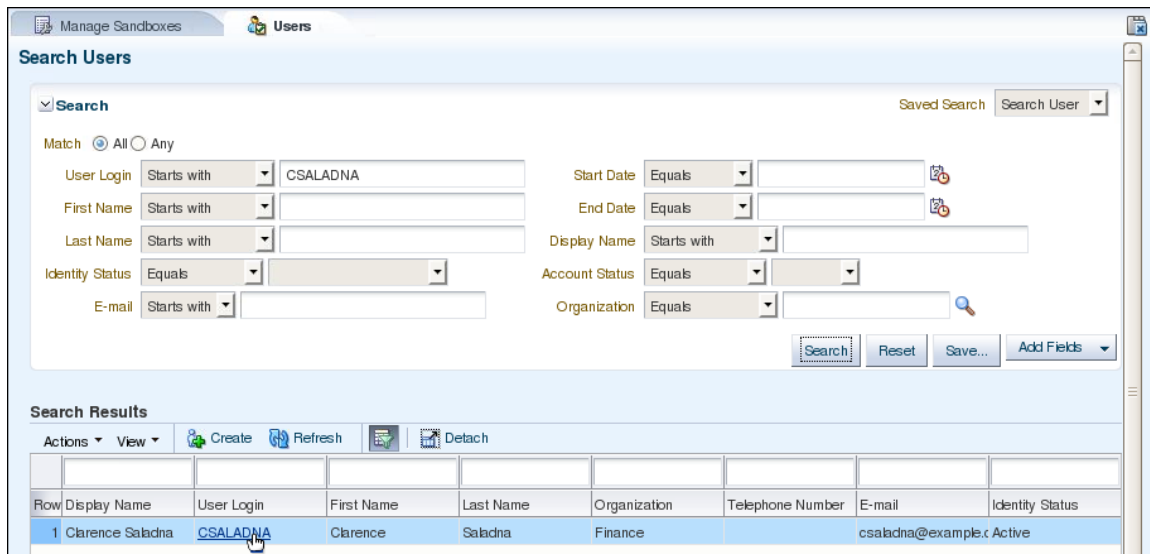 Manage Sandboxes Users
Search Users
Search Saved Search Search User
Match All Any
User Login Starts with CSALADNA Start Date Equals
First Name Starts with End Date Equals
Last Name Starts with Display Name Starts with
Identity Status Equals Account Status Equals
E-mail Starts with Organization Equals
Search Reset Save... Add Fields
Search Results
Actions View Create Refresh Detach
Row Display Name User Login First Name Last Name Organization Telephone Number E-mail Identity Status
1 Clarence Saladna CSALADNA Clarence Saladna Finance csaladna@example.c Active